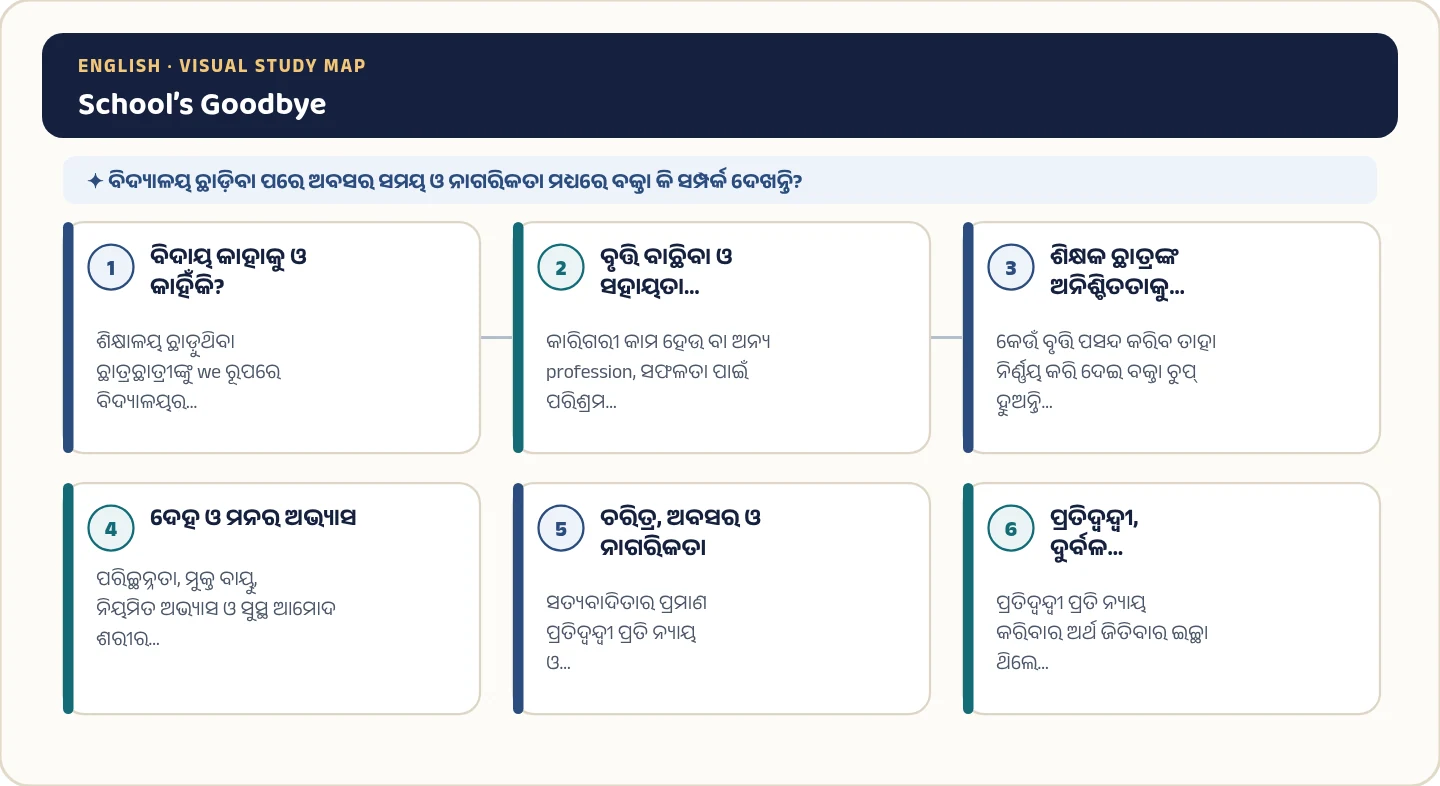 ENGLISH · VISUAL STUDY MAP
School's Goodbye
✦ ବିଦ୍ୟାଳୟ ଛାଡ଼ିବା ପରେ ଅବସର ସମୟ ଓ ନାଗରିକତା ମଧ୍ୟରେ ବକ୍ତା କି ସମ୍ପର୍କ ଦେଖନ୍ତି?
1
ବିଦାୟ କାହାକୁ ଓ
କାହିଁକି?
ଶିକ୍ଷାଳୟ ଛାଡ଼ୁଥିବା
ଛାତ୍ରଛାତ୍ରୀଙ୍କୁ we ରୂପରେ
ବିଦ୍ୟାଳୟର...
2
ବୃତ୍ତି ବାଛିବା ଓ
ସହାୟତା...
କାରିଗରୀ କାମ ହେଉ ବା ଅନ୍ୟ
profession, ସଫଳତା ପାଇଁ
ପରିଶ୍ରମ...
3
ଶିକ୍ଷକ ଛାତ୍ରଙ୍କ
ଅନିଶ୍ଚିତତାକୁ...
କେଉଁ ବୃତ୍ତି ପସନ୍ଦ କରିବ ତାହା
ନିର୍ଣ୍ଣୟ କରି ଦେଇ ବକ୍ତା ଚୁପ୍
ହୁଅନ୍ତି...
4
ଦେହ ଓ ମନର ଅଭ୍ୟାସ
ପରିଚ୍ଛନ୍ନତା, ମୁକ୍ତ ବାୟୁ,
ନିୟମିତ ଅଭ୍ୟାସ ଓ ସୁସ୍ଥ ଆମୋଦ
ଶରୀର...
5
ଚରିତ୍ର, ଅବସର ଓ
ନାଗରିକତା
ସତ୍ୟବାଦିତାର ପ୍ରମାଣ
ପ୍ରତିଦ୍ୱନ୍ଦ୍ୱୀ ପ୍ରତି ନ୍ୟାୟ
ଓ...
6
ପ୍ରତିଦ୍ୱନ୍ଦ୍ୱୀ,
ଦୁର୍ବଳ...
ପ୍ରତିଦ୍ୱନ୍ଦ୍ୱୀ ପ୍ରତି ନ୍ୟାୟ
କରିବାର ଅର୍ଥ ଜିତିବାର ଇଚ୍ଛା
ଥିଲେ...